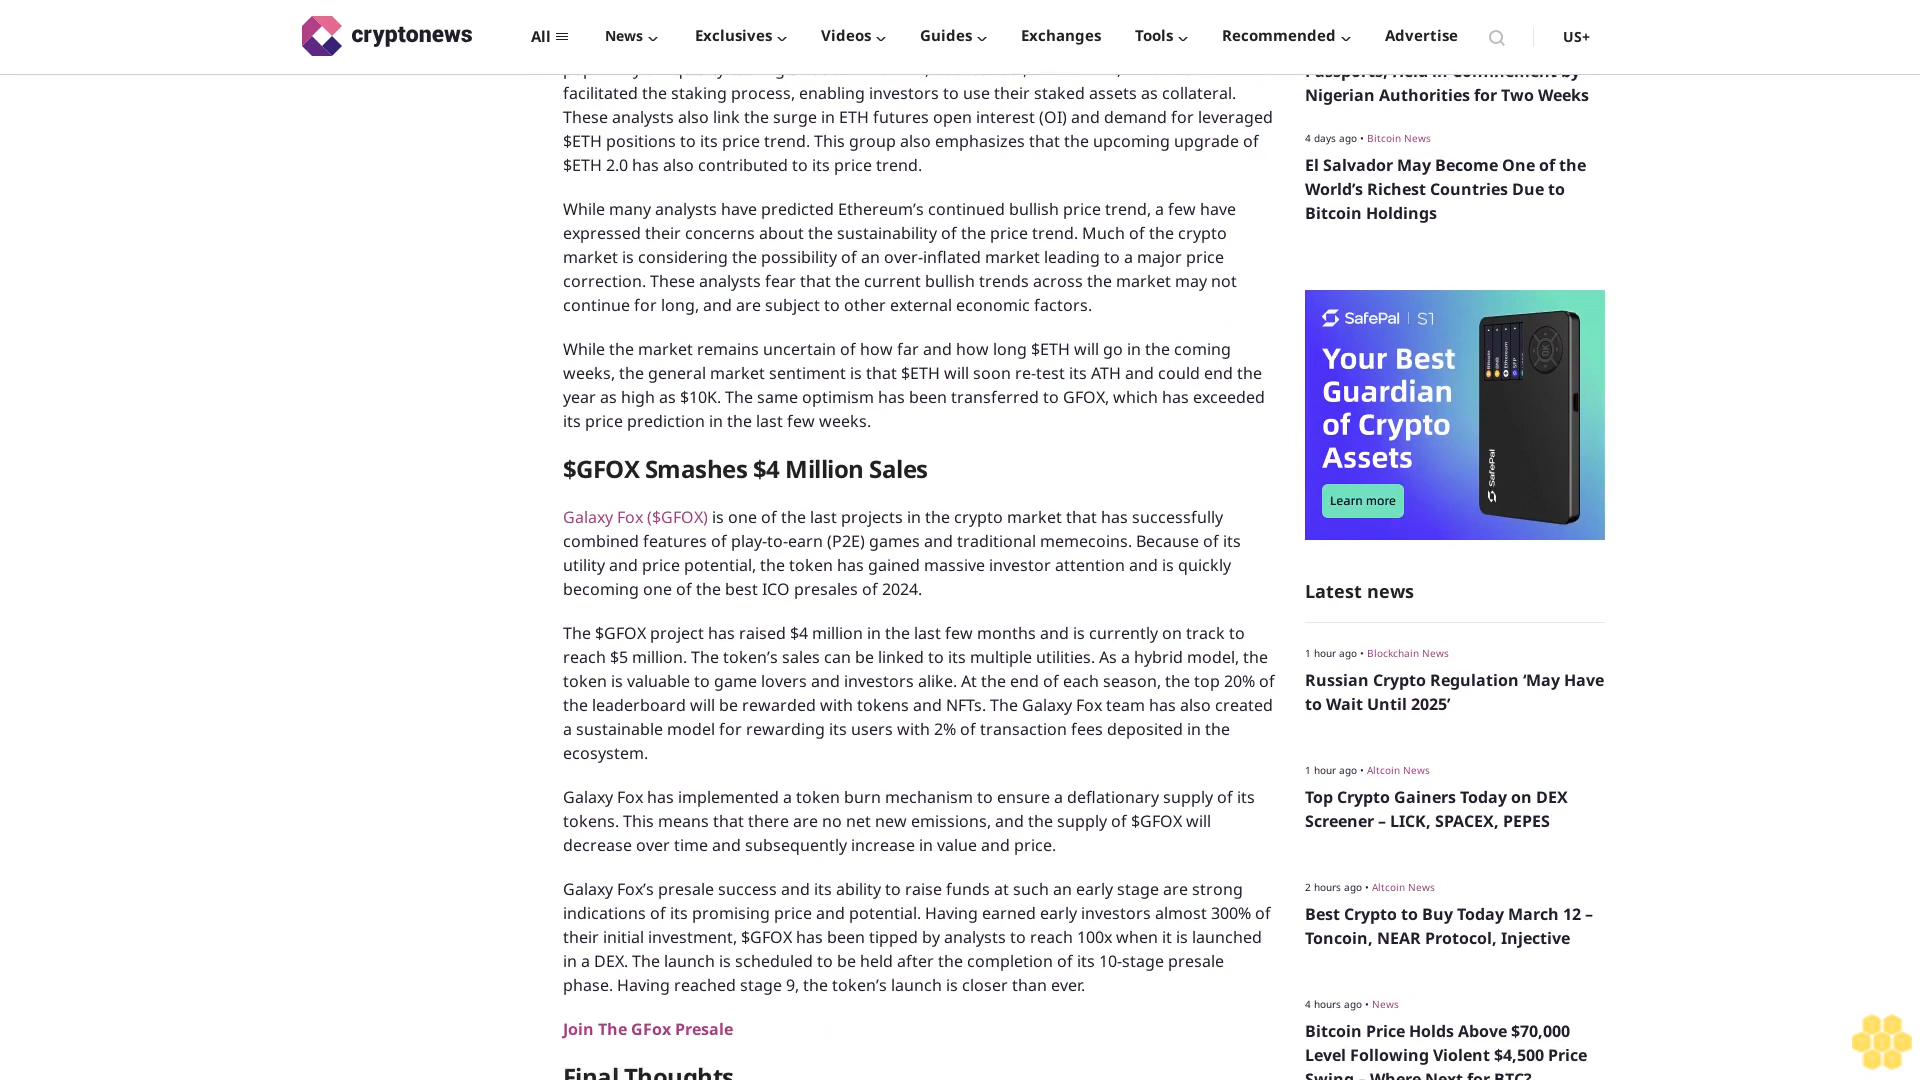 cryptonews
All
News
Exclusives
Videos
Guides
Exchanges
Tools
Recommended
Advertise
US+
facilitated the staking process, enabling investors to use their staked assets as collateral.
These analysts also link the surge in ETH futures open interest (OI) and demand for leveraged
$ETH positions to its price trend. This group also emphasizes that the upcoming upgrade of
$ETH 2.0 has also contributed to its price trend.
While many analysts have predicted Ethereum’s continued bullish price trend, a few have
expressed their concerns about the sustainability of the price trend. Much of the crypto
market is considering the possibility of an over-inflated market leading to a major price
correction. These analysts fear that the current bullish trends across the market may not
continue for long, and are subject to other external economic factors.
While the market remains uncertain of how far and how long $ETH will go in the coming
weeks, the general market sentiment is that $ETH will soon re-test its ATH and could end the
year as high as $10K. The same optimism has been transferred to GFOX, which has exceeded
its price prediction in the last few weeks.
$GFOX Smashes $4 Million Sales
Galaxy Fox ($GFOX) is one of the last projects in the crypto market that has successfully
combined features of play-to-earn (P2E) games and traditional memecoins. Because of its
utility and price potential, the token has gained massive investor attention and is quickly
becoming one of the best ICO presales of 2024.
The $GFOX project has raised $4 million in the last few months and is currently on track to
reach $5 million. The token’s sales can be linked to its multiple utilities. As a hybrid model, the
token is valuable to game lovers and investors alike. At the end of each season, the top 20% of
the leaderboard will be rewarded with tokens and NFTs. The Galaxy Fox team has also created
a sustainable model for rewarding its users with 2% of transaction fees deposited in the
ecosystem.
Galaxy Fox has implemented a token burn mechanism to ensure a deflationary supply of its
tokens. This means that there are no net new emissions, and the supply of $GFOX will
decrease over time and subsequently increase in value and price.
Galaxy Fox’s presale success and its ability to raise funds at such an early stage are strong
indications of its promising price and potential. Having earned early investors almost 300% of
their initial investment, $GFOX has been tipped by analysts to reach 100x when it is launched
in a DEX. The launch is scheduled to be held after the completion of its 10-stage presale
phase. Having reached stage 9, the token’s launch is closer than ever.
Join The GFox Presale
Final Thoughts
Passports, Held in Confinement by
Nigerian Authorities for Two Weeks
4 days ago • Bitcoin News
El Salvador May Become One of the
World’s Richest Countries Due to
Bitcoin Holdings
SafePal | S1
Your Best
Guardian
of Crypto
Assets
Learn more
SafePal
Latest news
1 hour ago • Blockchain News
Russian Crypto Regulation ‘May Have
to Wait Until 2025’
1 hour ago • Altcoin News
Top Crypto Gainers Today on DEX
Screener – LICK, SPACEX, PEPES
2 hours ago • Altcoin News
Best Crypto to Buy Today March 12 –
Toncoin, NEAR Protocol, Injective
4 hours ago • News
Bitcoin Price Holds Above $70,000
Level Following Violent $4,500 Price
Swing – Where Next for BTC?